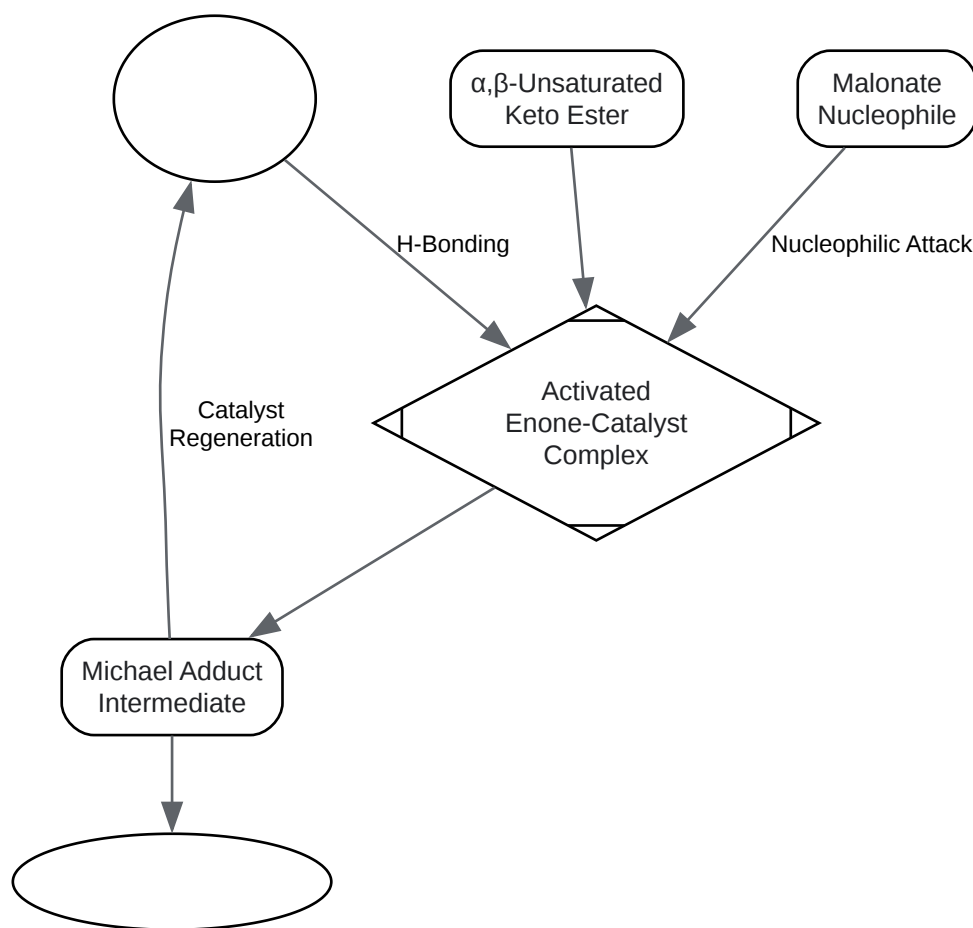 α,β-Unsaturated
Keto Ester
Malonate
Nucleophile
H-Bonding
Nucleophilic Attack
Activated
Enone-Catalyst
Complex
Catalyst
Regeneration
Michael Adduct
Intermediate